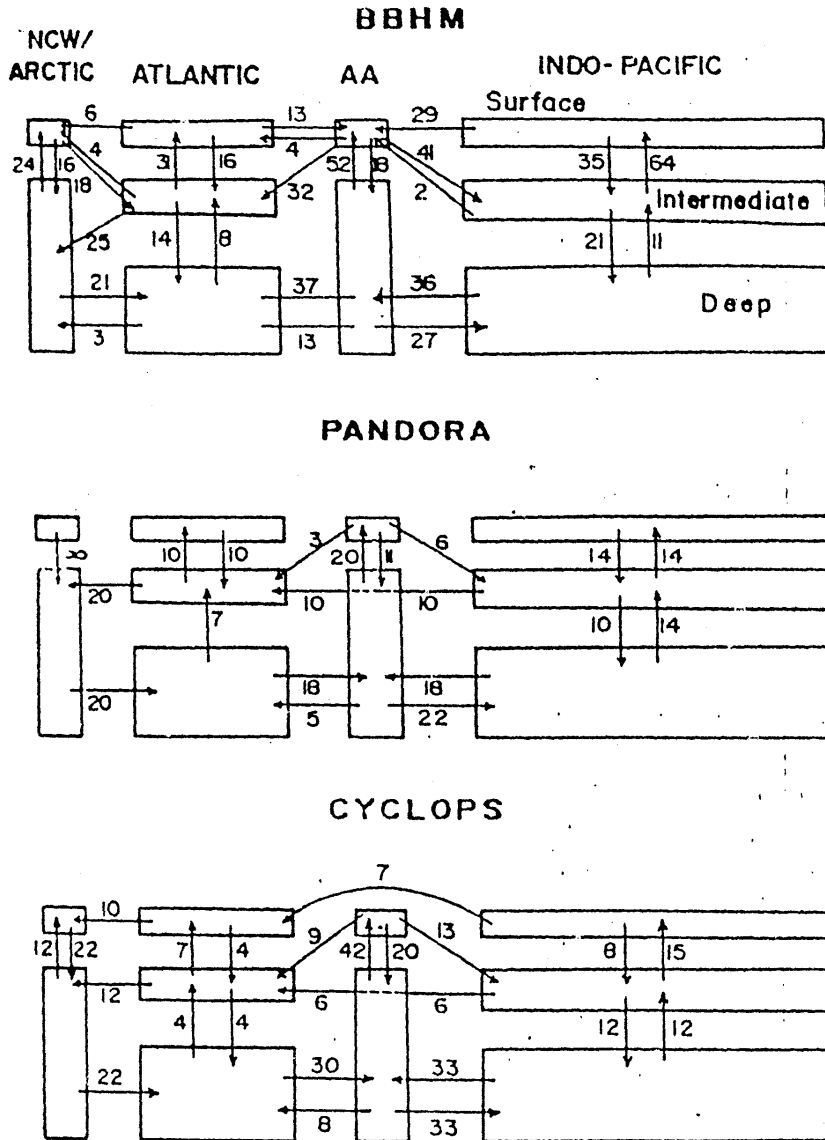 BBHM
NCW/
ARCTIC ATLANTIC AA INDO-PACIFIC
Surface
6 13 29
4
24 16 4 31 16 52 18 41 35 64
18 32 2 Intermediate
25 14 8 21 11
21 37 36 Deep
3 13 27
PANDORA
3 6
10 10 20 14 14
20 10 10
7 10 14
18 18
20 5 22
CYCLOPS
7
10 9 13
12 22 7 4 42 20 8 15
12 6 6
4 4 12 12
22 30 33
8 33